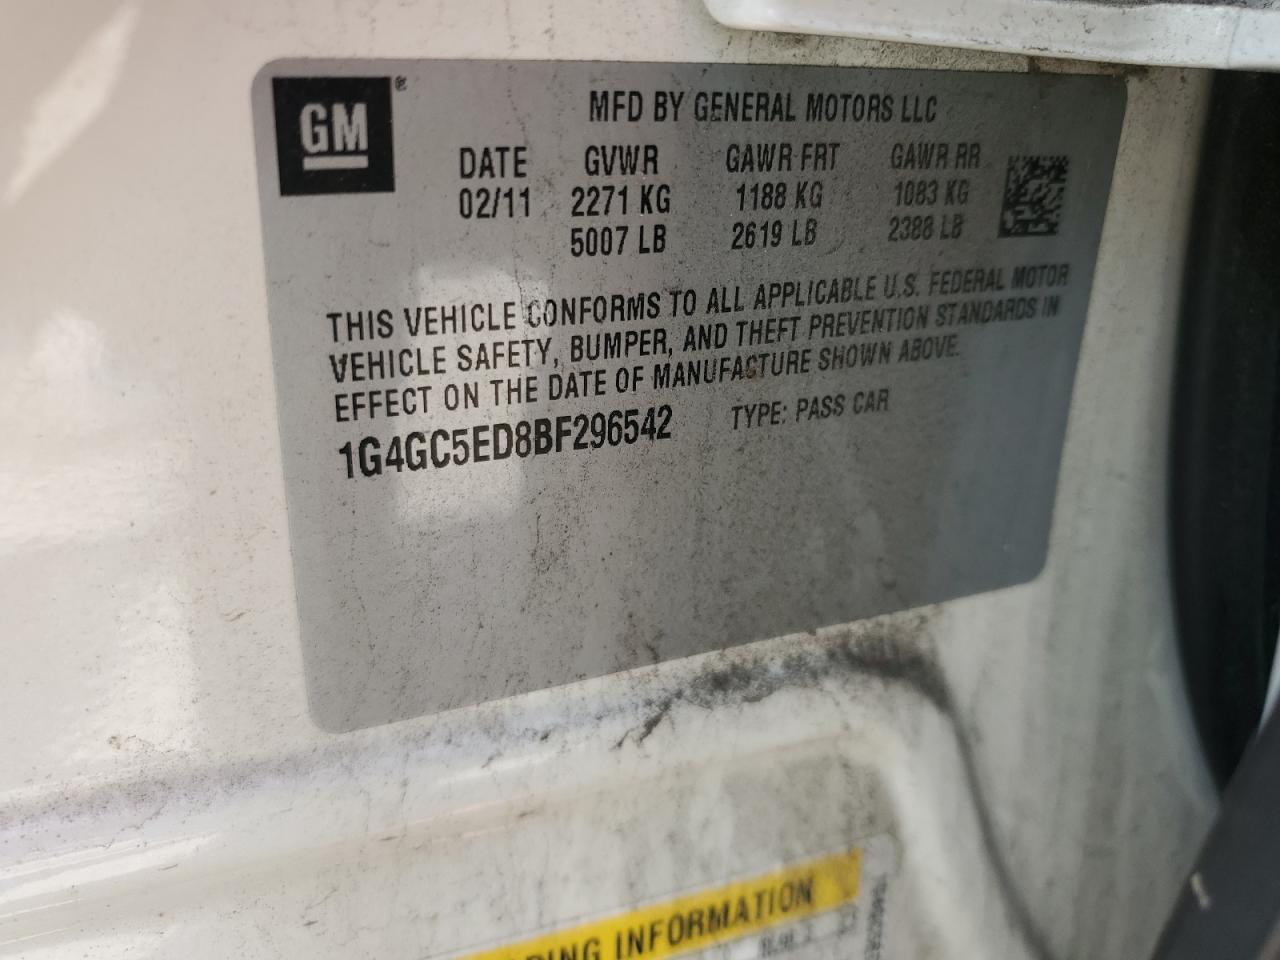 GM®
MFD BY GENERAL MOTORS LLC
DATE GVWR GAWR FRT GAWR RR
02/11 2271 KG 1188 KG 1083 KG
5007 LB 2619 LB 2388 LB
THIS VEHICLE CONFORMS TO ALL APPLICABLE U.S. FEDERAL MOTOR
VEHICLE SAFETY, BUMPER, AND THEFT PREVENTION STANDARDS IN
EFFECT ON THE DATE OF MANUFACTURE SHOWN ABOVE.
1G4GC5ED8BF296542 TYPE: PASS CAR
INFORMATION